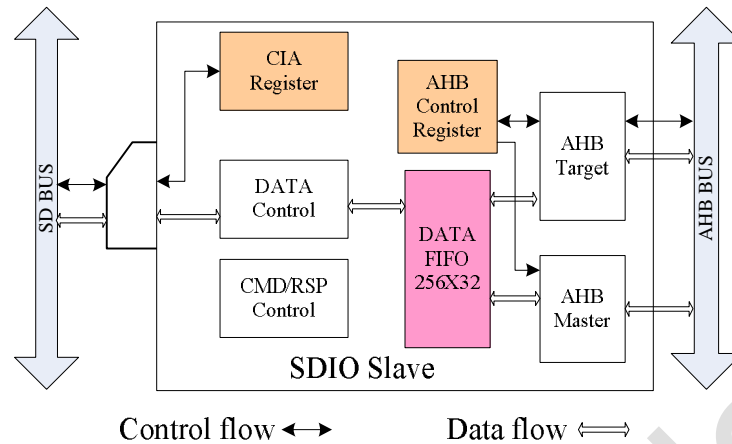 SD BUS
CIA
Register
DATA
Control
CMD/RSP
Control
AHB
Control
Register
DATA
FIFO
256X32
AHB
Target
AHB
Master
AHB BUS
SDIO Slave
Control flow
Data flow